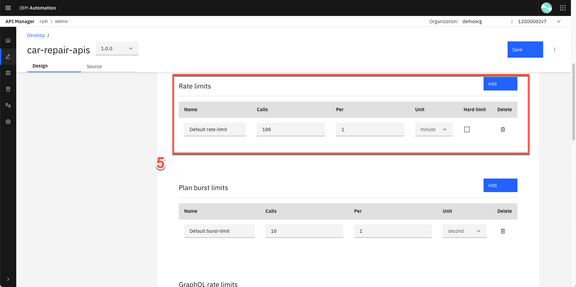 IBM Automation
API Manager cp4i | ademo Organization: demoorg
Develop /
car-repair-apis 1.0.0 Save
Design Source
Rate limits Add
Name Calls Per Unit Hard limit Delete
Default rate-limit 100 1 minute
5
Plan burst limits Add
Name Calls Per Unit Delete
Default burst-limit 10 1 second
GraphQL rate limits